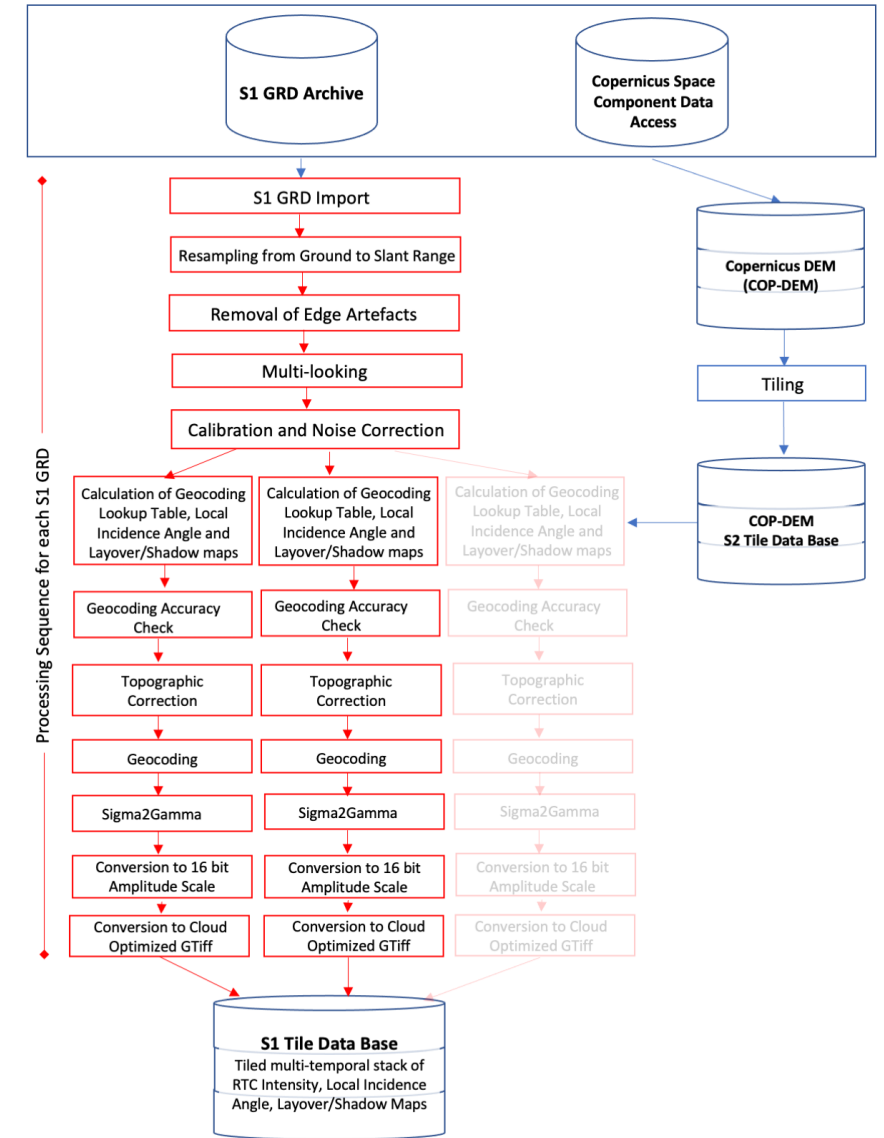 S1 GRD Archive
Copernicus Space
Component Data
Access
S1 GRD Import
Resampling from Ground to Slant Range
Removal of Edge Artefacts
Multi-looking
Calibration and Noise Correction
Copernicus DEM
(COP-DEM)
Tiling
COP-DEM
S2 Tile Data Base
Processing Sequence for each S1 GRD
Calculation of Geocoding
Lookup Table, Local
Incidence Angle and
Layover/Shadow maps
Geocoding Accuracy
Check
Topographic
Correction
Geocoding
Sigma2Gamma
Conversion to 16 bit
Amplitude Scale
Conversion to Cloud
Optimized GTiff
Calculation of Geocoding
Lookup Table, Local
Incidence Angle and
Layover/Shadow maps
Geocoding Accuracy
Check
Topographic
Correction
Geocoding
Sigma2Gamma
Conversion to 16 bit
Amplitude Scale
Conversion to Cloud
Optimized GTiff
Calculation of Geocoding
Lookup Table, Local
Incidence Angle and
Layover/Shadow maps
Geocoding Accuracy
Check
Topographic
Correction
Geocoding
Sigma2Gamma
Conversion to 16 bit
Amplitude Scale
Conversion to Cloud
Optimized GTiff
S1 Tile Data Base
Tiled multi-temporal stack of
RTC Intensity, Local Incidence
Angle, Layover/Shadow Maps